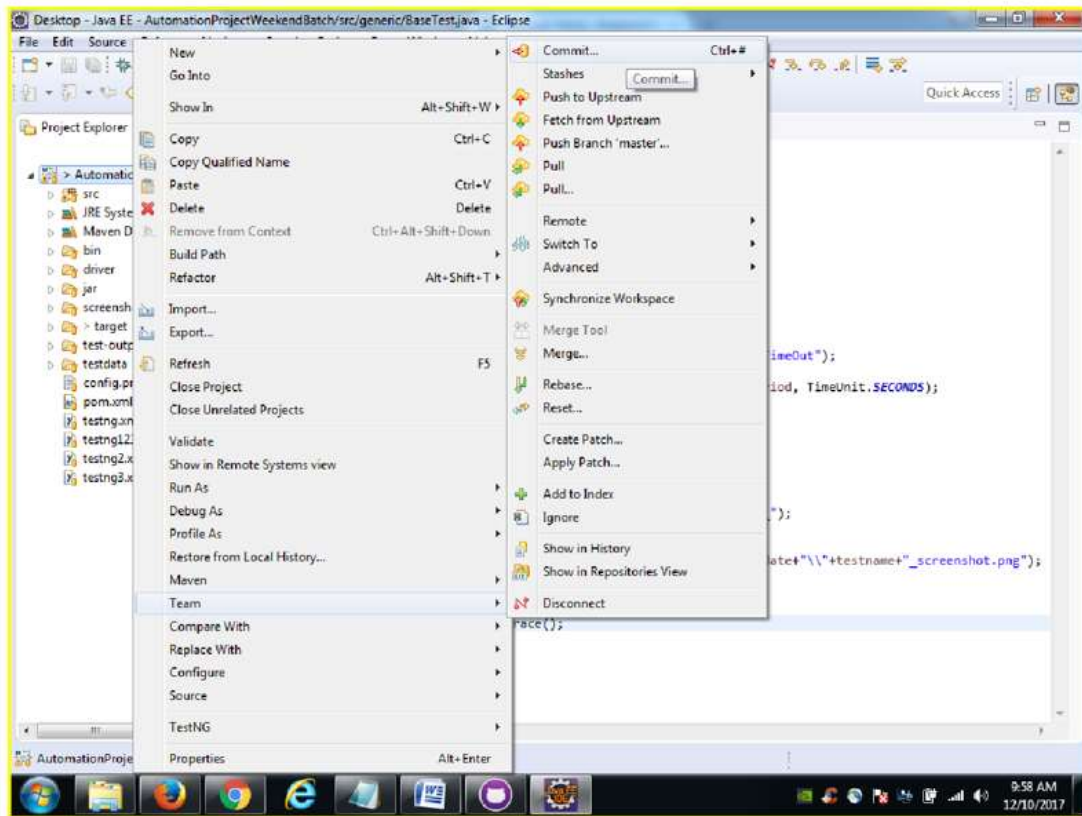 Desktop - Java EE - AutomationProjectWeekendBatch/src/generic/BaseTest.java - Eclipse
File Edit Source
Quick Access
Project Explorer
> Automatic
src
JRE Syste
Maven D
bin
driver
jar
screensh
> target
test-outp
testdata
config.pr
pom.xml
testng.xm
testng12
testng2.x
testng3.x
New
Go Into
Show In Alt+Shift+W
Copy Ctrl+C
Copy Qualified Name
Paste Ctrl+V
Delete Delete
Remove from Context Ctrl+Alt+Shift+Down
Build Path
Refactor Alt+Shift+T
Import...
Export...
Refresh F5
Close Project
Close Unrelated Projects
Validate
Show in Remote Systems view
Run As
Debug As
Profile As
Restore from Local History...
Maven
Team
Compare With
Replace With
Configure
Source
TestNG
Properties Alt+Enter
Commit... Ctrl+#
Stashes
Commit...
Push to Upstream
Fetch from Upstream
Push Branch 'master'...
Pull
Pull...
Remote
Switch To
Advanced
Synchronize Workspace
Merge Tool
Merge...
Rebase...
Reset...
Create Patch...
Apply Patch...
Add to Index
Ignore
Show in History
Show in Repositories View
Disconnect
imeOut");
iod, TimeUnit.SECONDS);
");
ate+"\\"+testname+"_screenshot.png");
race();
AutomationProje
9:58 AM
12/10/2017